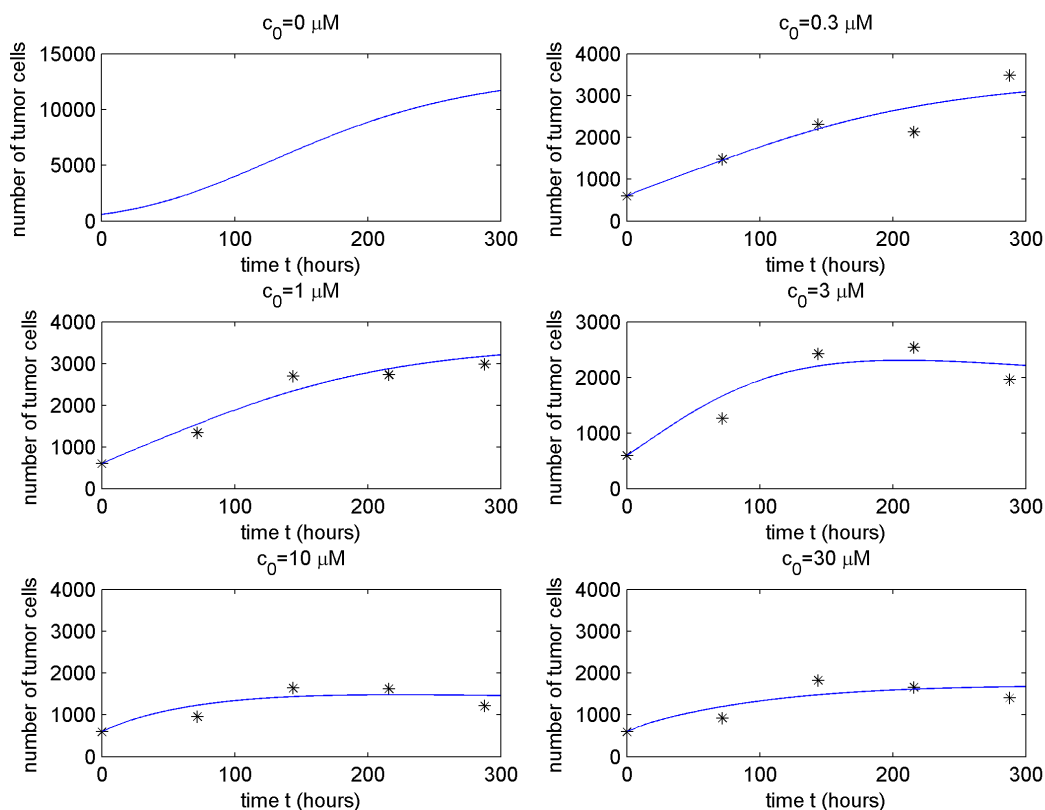 c0=0 μM
number of tumor cells
15000
10000
5000
0
0 100 200 300
time t (hours)
c0=0.3 μM
number of tumor cells
4000
3000
2000
1000
0
0 100 200 300
time t (hours)
c0=1 μM
number of tumor cells
4000
3000
2000
1000
0
0 100 200 300
time t (hours)
c0=3 μM
number of tumor cells
3000
2000
1000
0
0 100 200 300
time t (hours)
c0=10 μM
number of tumor cells
4000
3000
2000
1000
0
0 100 200 300
time t (hours)
c0=30 μM
number of tumor cells
4000
3000
2000
1000
0
0 100 200 300
time t (hours)